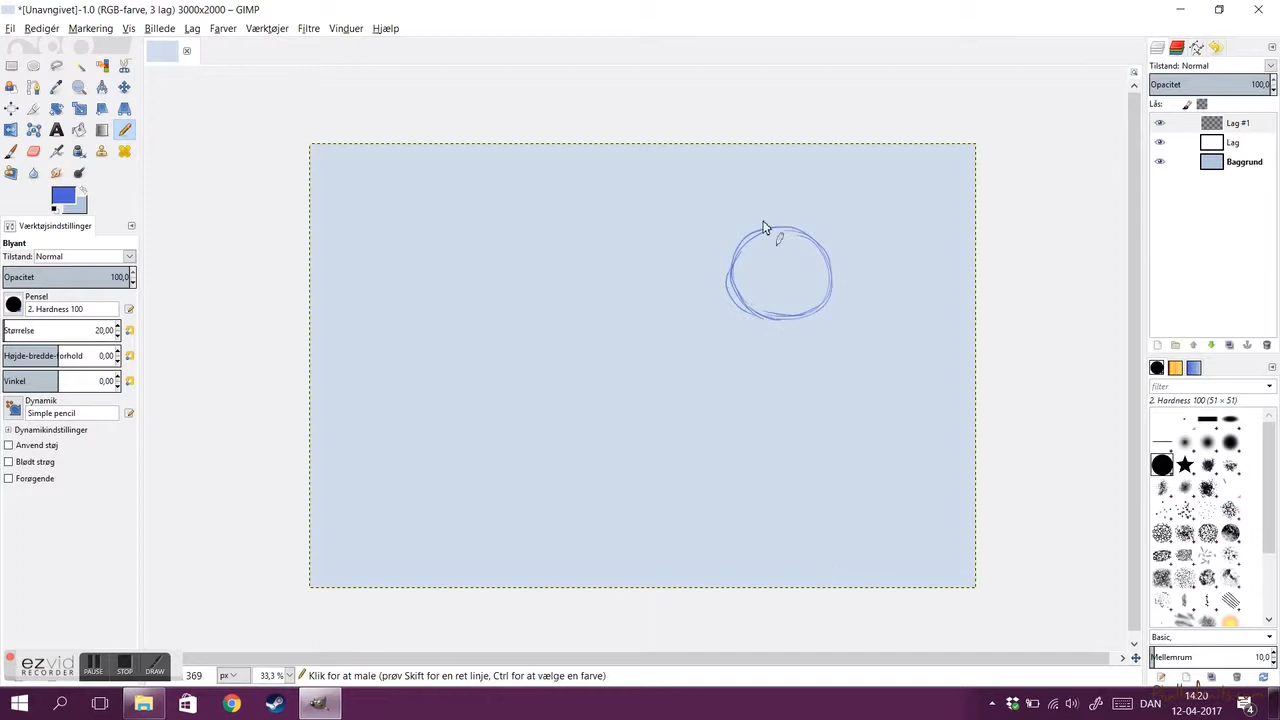 *[Unavngivet]-1.0 (RGB-farve, 3 lag) 3000x2000 – GIMP
Fil Redigér Markering Vis Billede Lag Farver Værktøjer Filtre Vinduer Hjælp
Tilstand: Normal
Opacitet 100,0
Lås:
Lag #1
Lag
Baggrund
Værktøjsindstillinger
Blyant
Tilstand: Normal
Opacitet 100,0
Pensel
2. Hardness 100
Størrelse 20,00
Højde-bredde-forhold 0,00
Vinkel 0,00
Dynamik
Simple pencil
Dynamikindstillinger
Anvend støj
Blødt strøg
Forøgende
filter
2. Hardness 100 (51 × 51)
Basic,
Mellemrum 10,0
ezvid
RECORDER
PAUSE STOP DRAW
369 px 33,3 % Klik for at male (prøv Skift for en ret linje, Ctrl for at vælge en farve)
DAN
14.20
12-04-2017
4